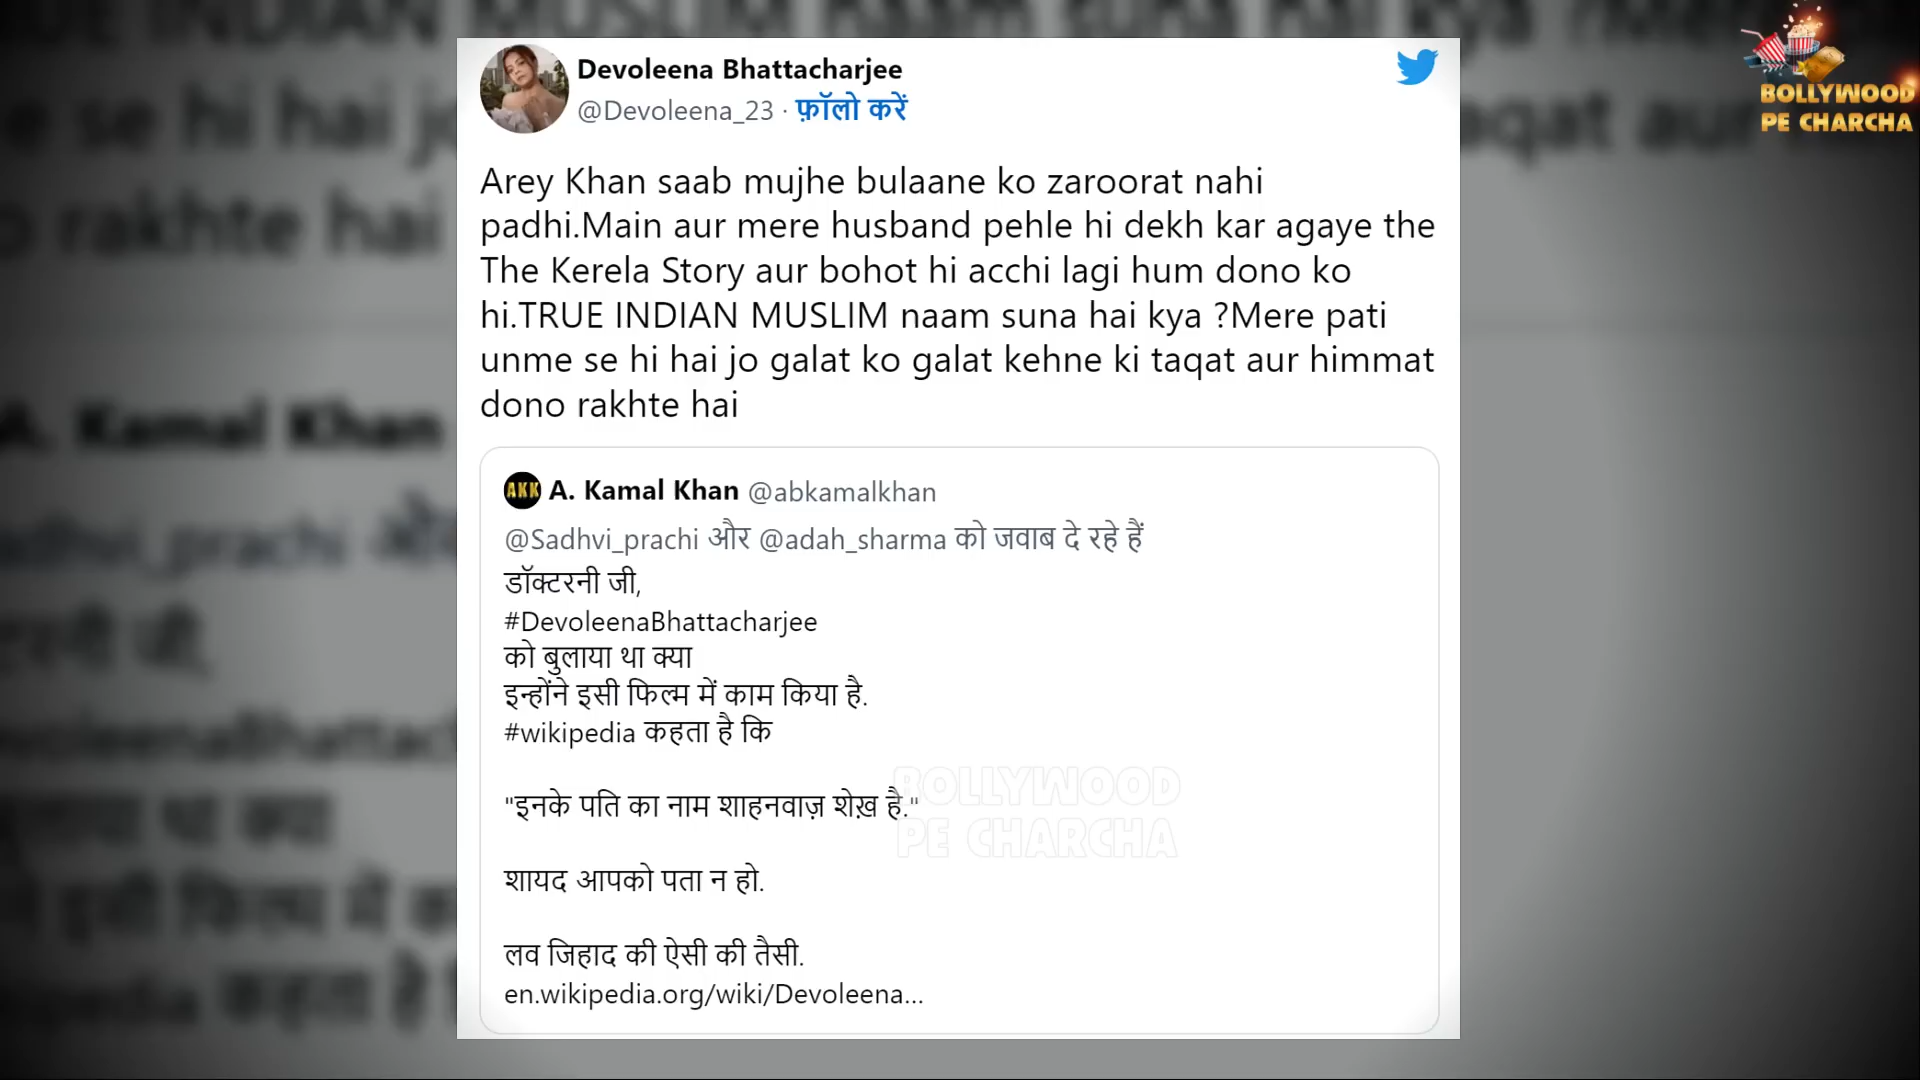 Devoleena Bhattacharjee
@Devoleena_23 · फ़ॉलो करें
Arey Khan saab mujhe bulaane ko zaroorat nahi
padhi.Main aur mere husband pehle hi dekh kar agaye the
The Kerela Story aur bohot hi acchi lagi hum dono ko
hi.TRUE INDIAN MUSLIM naam suna hai kya ?Mere pati
unme se hi hai jo galat ko galat kehne ki taqat aur himmat
dono rakhte hai
AKK A. Kamal Khan @abkamalkhan
@Sadhvi_prachi और @adah_sharma को जवाब दे रहे हैं
डॉक्टरनी जी,
#DevoleenaBhattacharjee
को बुलाया था क्या
इन्होंने इसी फिल्म में काम किया है.
#wikipedia कहता है कि
"इनके पति का नाम शाहनवाज़ शेख़ है."
शायद आपको पता न हो.
लव जिहाद की ऐसी की तैसी.
en.wikipedia.org/wiki/Devoleena...
BOLLYWOOD
PE CHARCHA
BOLLYWOOD
PE CHARCHA